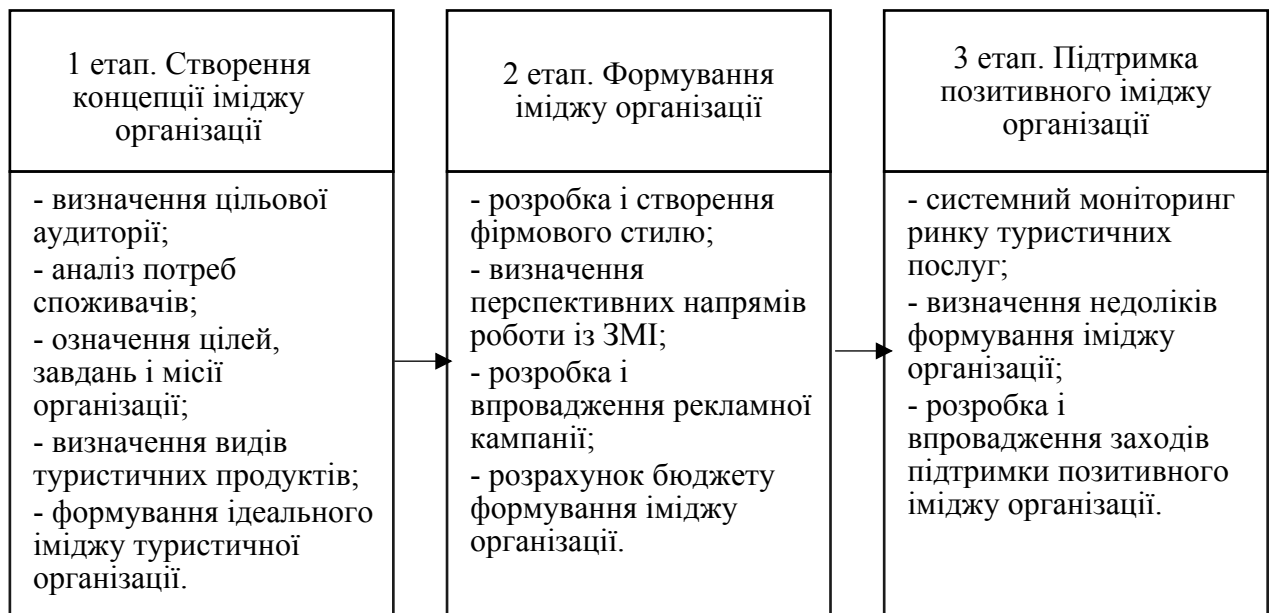 1 етап. Створення
концепції іміджу
організації
- визначення цільової
аудиторії;
- аналіз потреб
споживачів;
- означення цілей,
завдань і місії
організації;
- визначення видів
туристичних продуктів;
- формування ідеального
іміджу туристичної
організації.
2 етап. Формування
іміджу організації
- розробка і створення
фірмового стилю;
- визначення
перспективних напрямів
роботи із ЗМІ;
- розробка і
впровадження рекламної
кампанії;
- розрахунок бюджету
формування іміджу
організації.
3 етап. Підтримка
позитивного іміджу
організації
- системний моніторинг
ринку туристичних
послуг;
- визначення недоліків
формування іміджу
організації;
- розробка і
впровадження заходів
підтримки позитивного
іміджу організації.